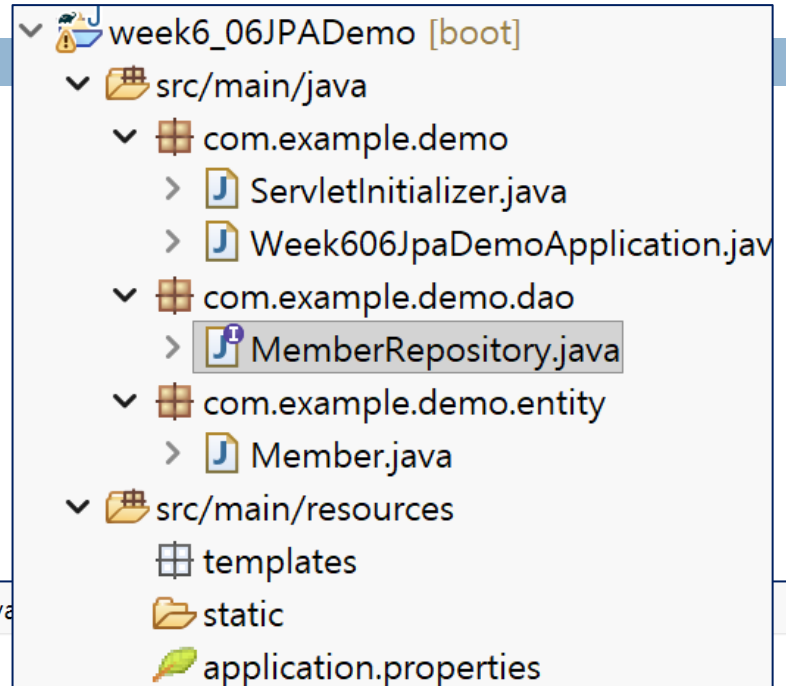 week6_06JPADemo [boot]
src/main/java
com.example.demo
ServletInitializer.java
Week606JpaDemoApplication.jav
com.example.demo.dao
MemberRepository.java
com.example.demo.entity
Member.java
src/main/resources
templates
static
application.properties